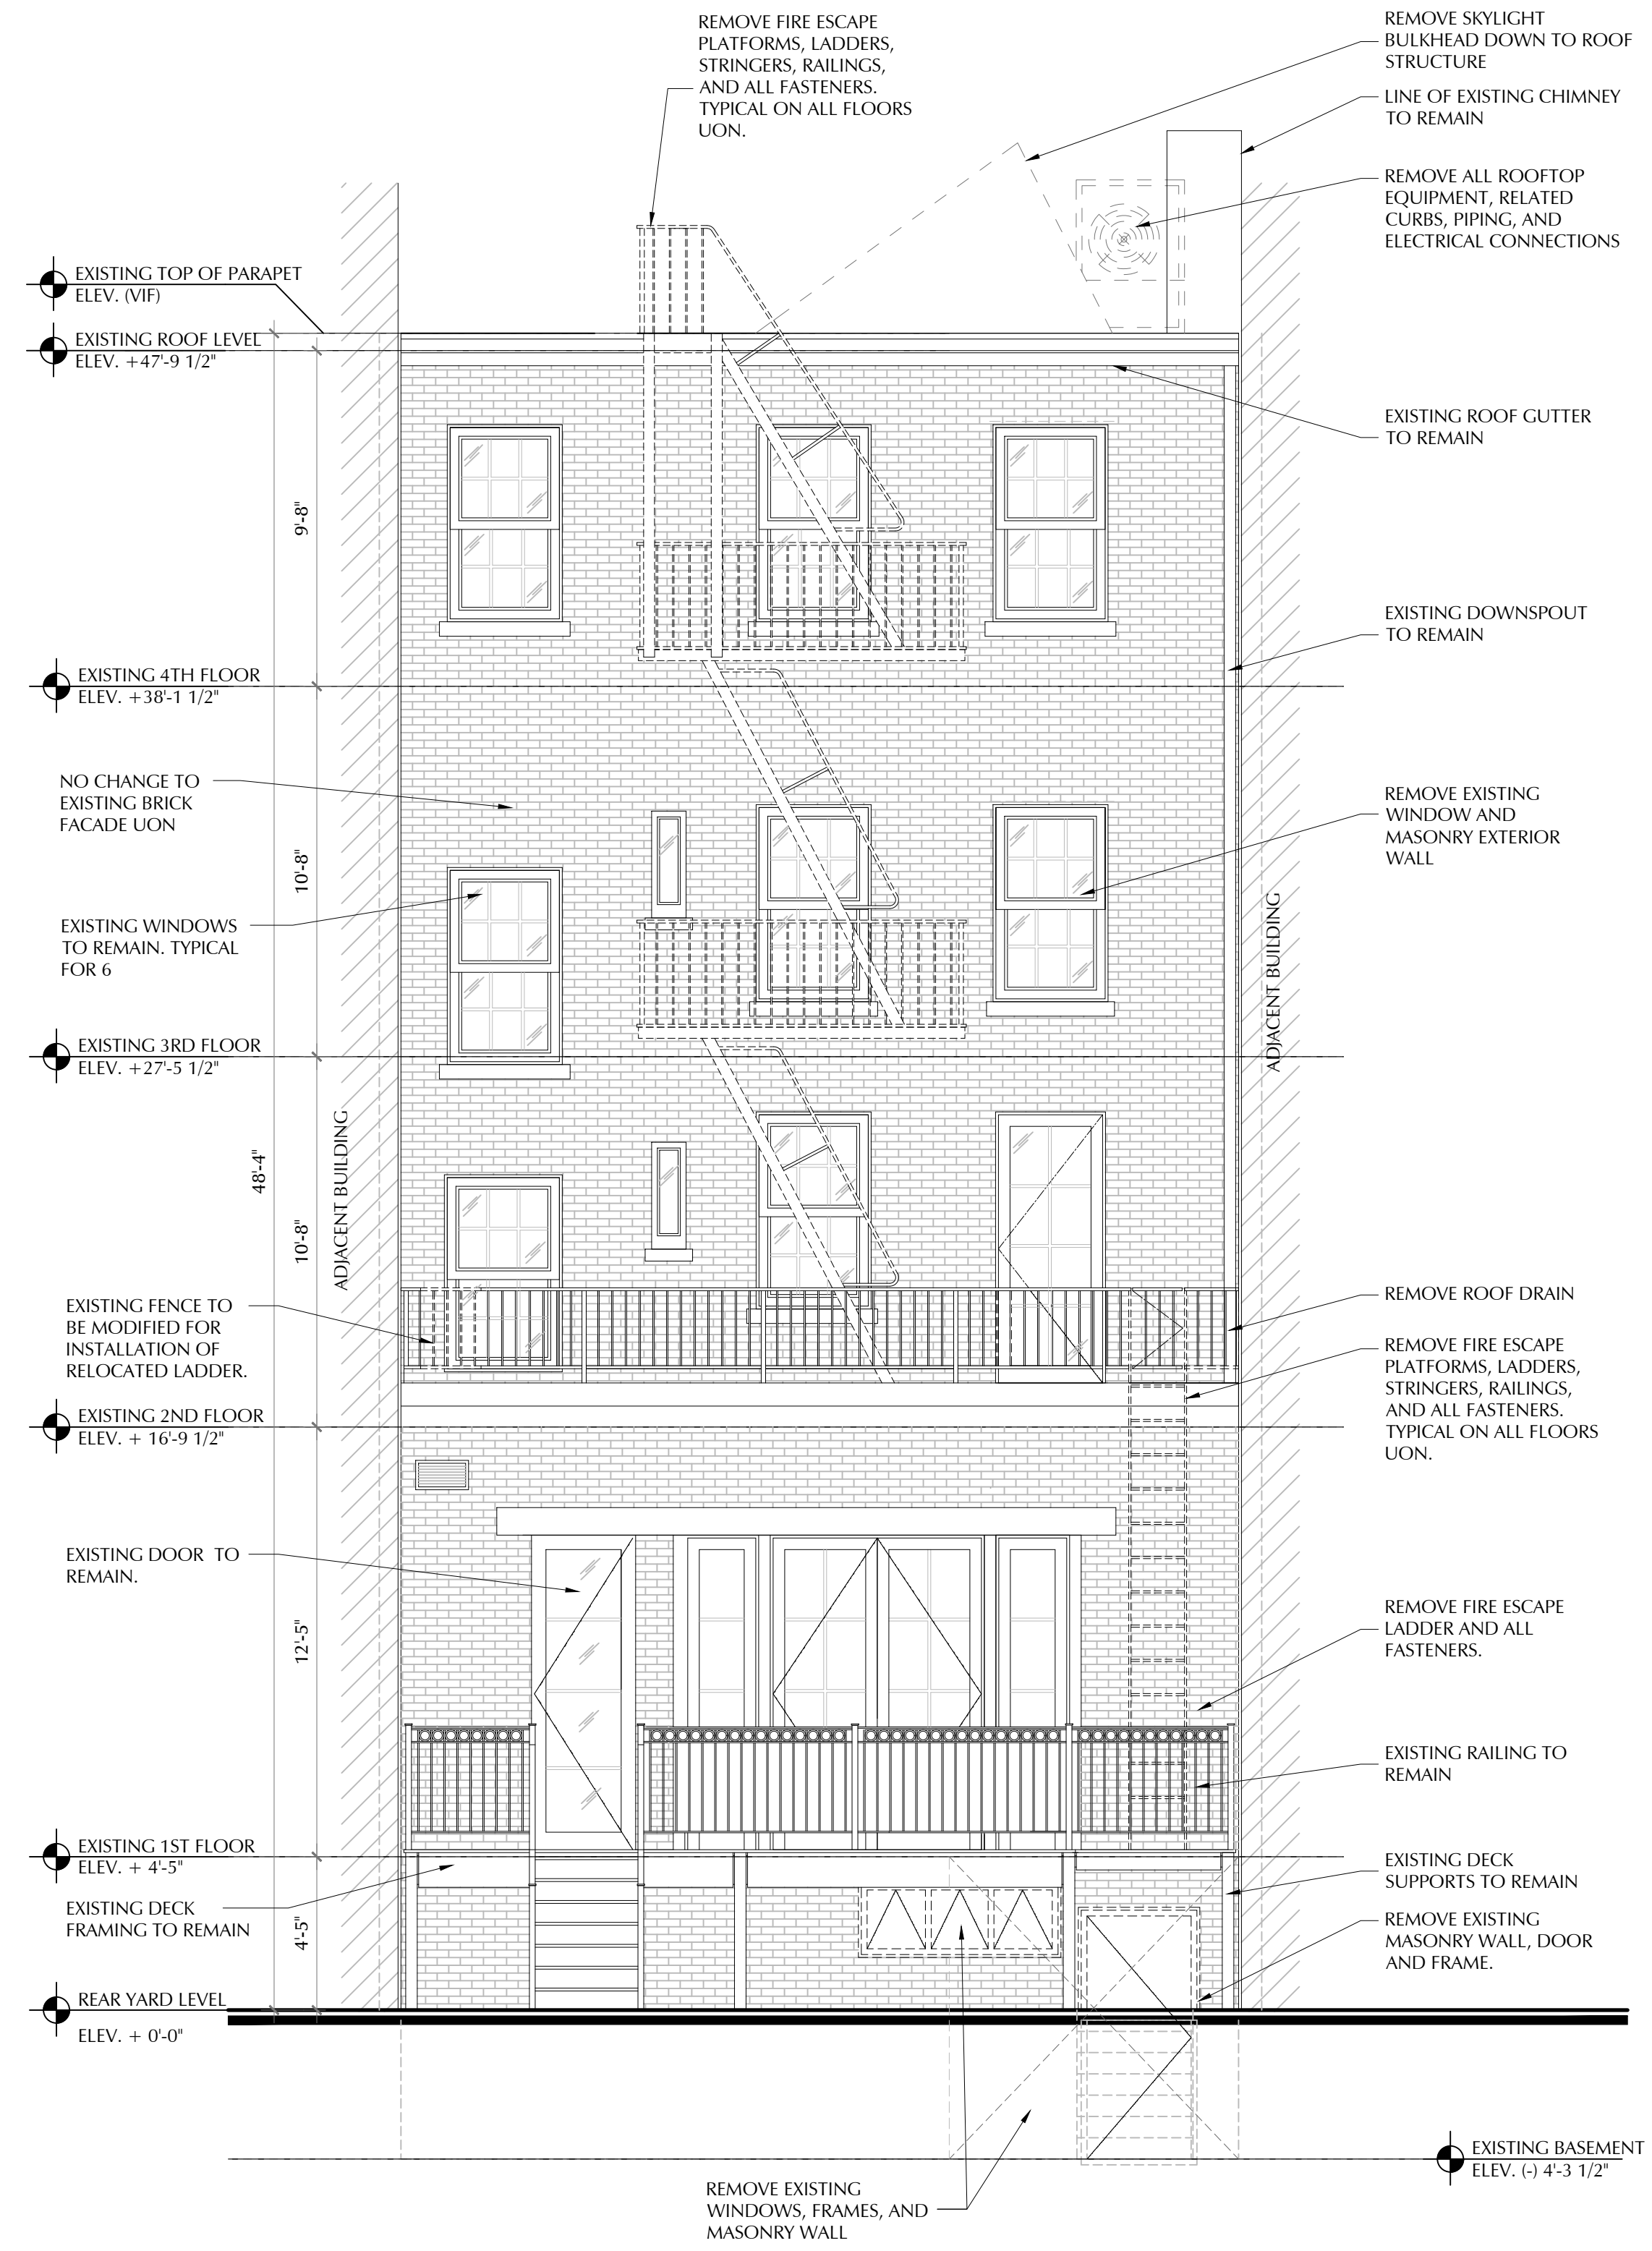 REMOVE FIRE ESCAPE
PLATFORMS, LADDERS,
STRINGERS, RAILINGS,
AND ALL FASTENERS.
TYPICAL ON ALL FLOORS
UON.
REMOVE SKYLIGHT
BULKHEAD DOWN TO ROOF
STRUCTURE
LINE OF EXISTING CHIMNEY
TO REMAIN
REMOVE ALL ROOFTOP
EQUIPMENT, RELATED
CURBS, PIPING, AND
ELECTRICAL CONNECTIONS
EXISTING TOP OF PARAPET
ELEV. (VIF)
EXISTING ROOF LEVEL
ELEV. +47'-9 1/2"
EXISTING ROOF GUTTER
TO REMAIN
9'-8"
EXISTING DOWNSPOUT
TO REMAIN
EXISTING 4TH FLOOR
ELEV. +38'-1 1/2"
NO CHANGE TO
EXISTING BRICK
FACADE UON
REMOVE EXISTING
WINDOW AND
MASONRY EXTERIOR
WALL
10'-8"
EXISTING WINDOWS
TO REMAIN. TYPICAL
FOR 6
ADJACENT BUILDING
EXISTING 3RD FLOOR
ELEV. +27'-5 1/2"
48'-4"
10'-8"
ADJACENT BUILDING
EXISTING FENCE TO
BE MODIFIED FOR
INSTALLATION OF
RELOCATED LADDER.
REMOVE ROOF DRAIN
REMOVE FIRE ESCAPE
PLATFORMS, LADDERS,
STRINGERS, RAILINGS,
AND ALL FASTENERS.
TYPICAL ON ALL FLOORS
UON.
EXISTING 2ND FLOOR
ELEV. + 16'-9 1/2"
EXISTING DOOR TO
REMAIN.
12'-5"
REMOVE FIRE ESCAPE
LADDER AND ALL
FASTENERS.
EXISTING RAILING TO
REMAIN
EXISTING 1ST FLOOR
ELEV. + 4'-5"
EXISTING DECK
SUPPORTS TO REMAIN
EXISTING DECK
FRAMING TO REMAIN
4'-5"
REMOVE EXISTING
MASONRY WALL, DOOR
AND FRAME.
REAR YARD LEVEL
ELEV. + 0'-0"
EXISTING BASEMENT
ELEV. (-) 4'-3 1/2"
REMOVE EXISTING
WINDOWS, FRAMES, AND
MASONRY WALL